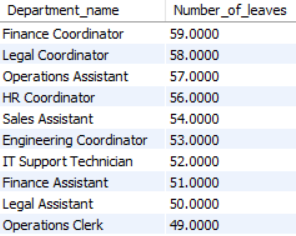 Department_name Number_of_leaves
Finance Coordinator 59.0000
Legal Coordinator 58.0000
Operations Assistant 57.0000
HR Coordinator 56.0000
Sales Assistant 54.0000
Engineering Coordinator 53.0000
IT Support Technician 52.0000
Finance Assistant 51.0000
Legal Assistant 50.0000
Operations Clerk 49.0000